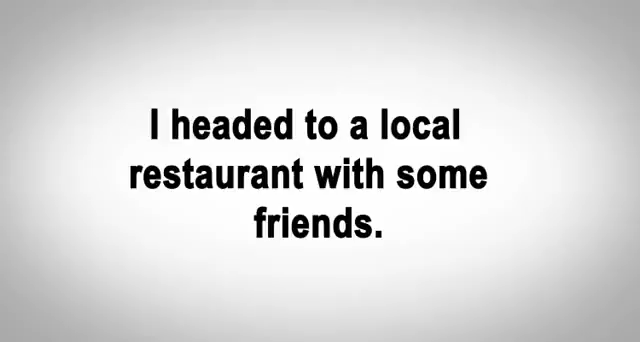 I headed to a local
restaurant with some
friends.